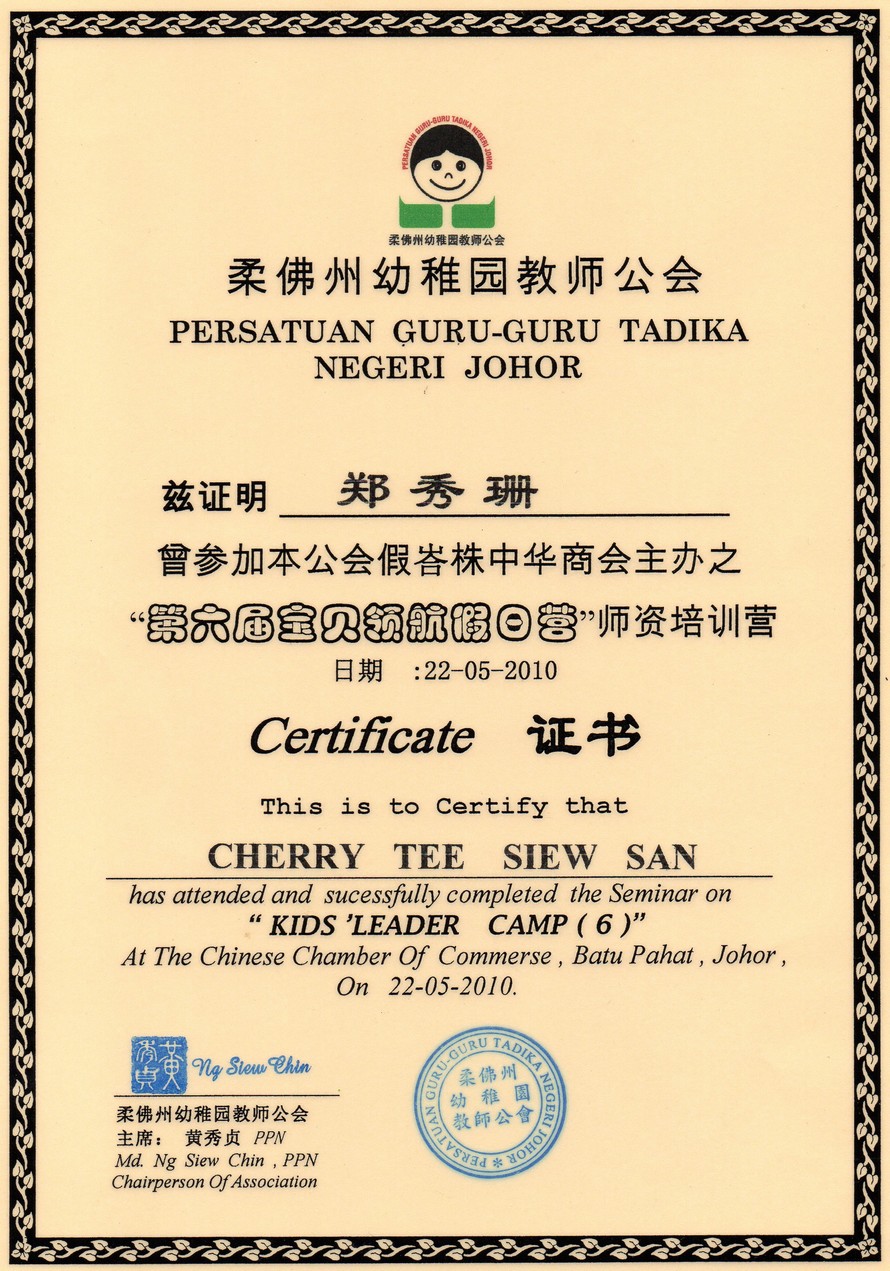 PERSATUAN GURU-GURU TADIKA NEGERI JOHOR
柔佛州幼稚园教师公会
柔佛州幼稚园教师公会
PERSATUAN GURU-GURU TADIKA
NEGERI JOHOR
兹证明 郑秀珊
曾参加本公会假峇株中华商会主办之
“第六届宝贝领航假日营”师资培训营
日期 :22-05-2010
Certificate 证书
This is to Certify that
CHERRY TEE SIEW SAN
has attended and sucessfully completed the Seminar on
“ KIDS ’LEADER CAMP ( 6 )”
At The Chinese Chamber Of Commerse , Batu Pahat , Johor ,
On 22-05-2010.
黄秀贞
Ng Siew Chin
柔佛州幼稚园教师公会
主席： 黄秀贞 PPN
Md. Ng Siew Chin , PPN
Chairperson Of Association
PERSATUAN GURU-GURU TADIKA NEGERI JOHOR *
柔佛州
幼稚園
教師公會